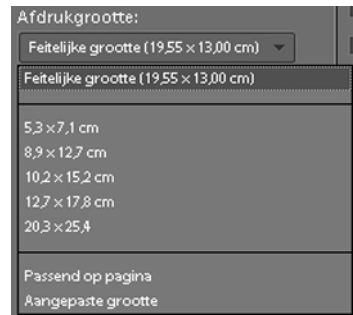 Afdrukgrootte:
Feitelijke grootte (19,55 × 13,00 cm)
Feitelijke grootte (19,55 × 13,00 cm)
5,3 × 7,1 cm
8,9 × 12,7 cm
10,2 × 15,2 cm
12,7 × 17,8 cm
20,3 × 25,4
Passend op pagina
Aangepaste grootte